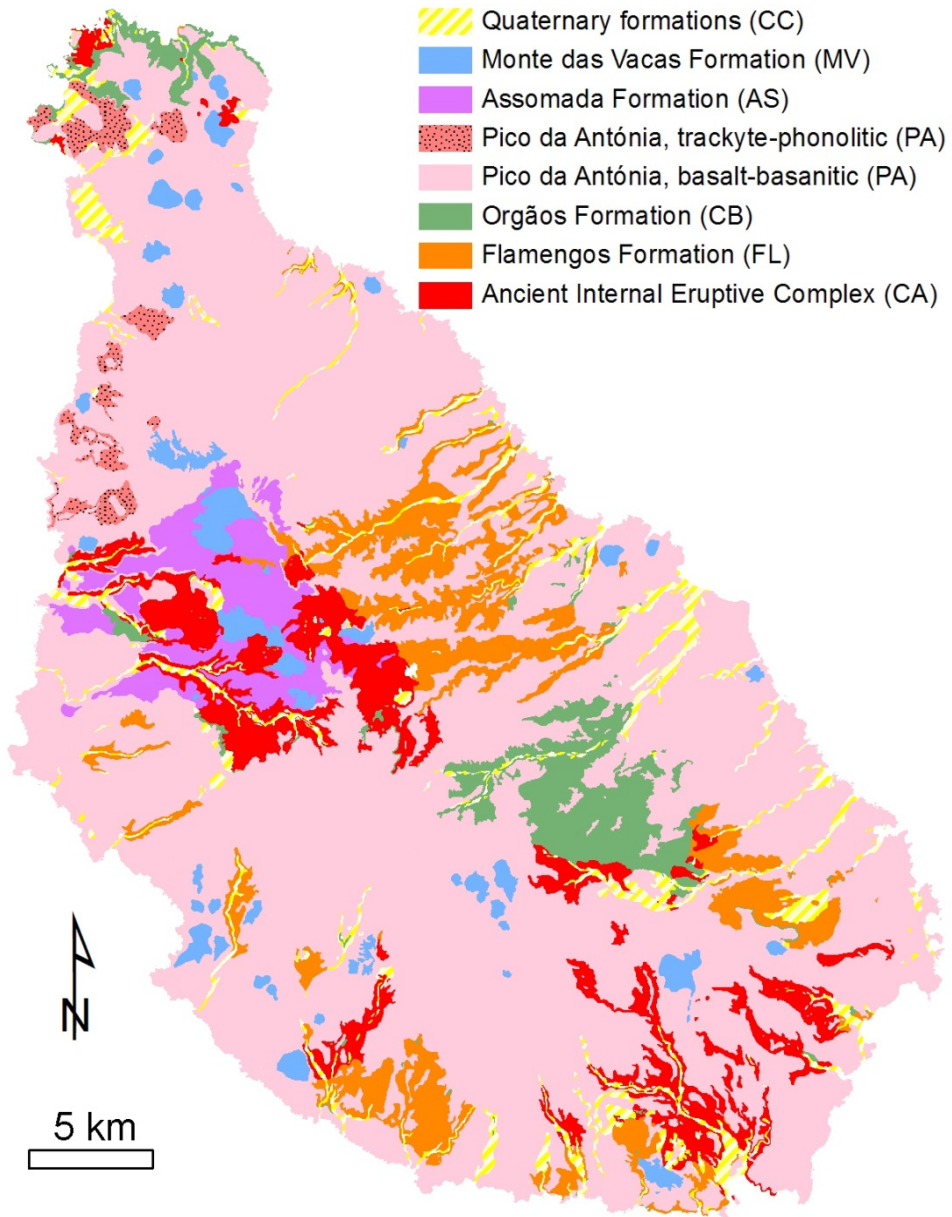 Quaternary formations (CC)
Monte das Vacas Formation (MV)
Assomada Formation (AS)
Pico da Antónia, trackyte-phonolitic (PA)
Pico da Antónia, basalt-basanitic (PA)
Orgãos Formation (CB)
Flamengos Formation (FL)
Ancient Internal Eruptive Complex (CA)
N
5 km